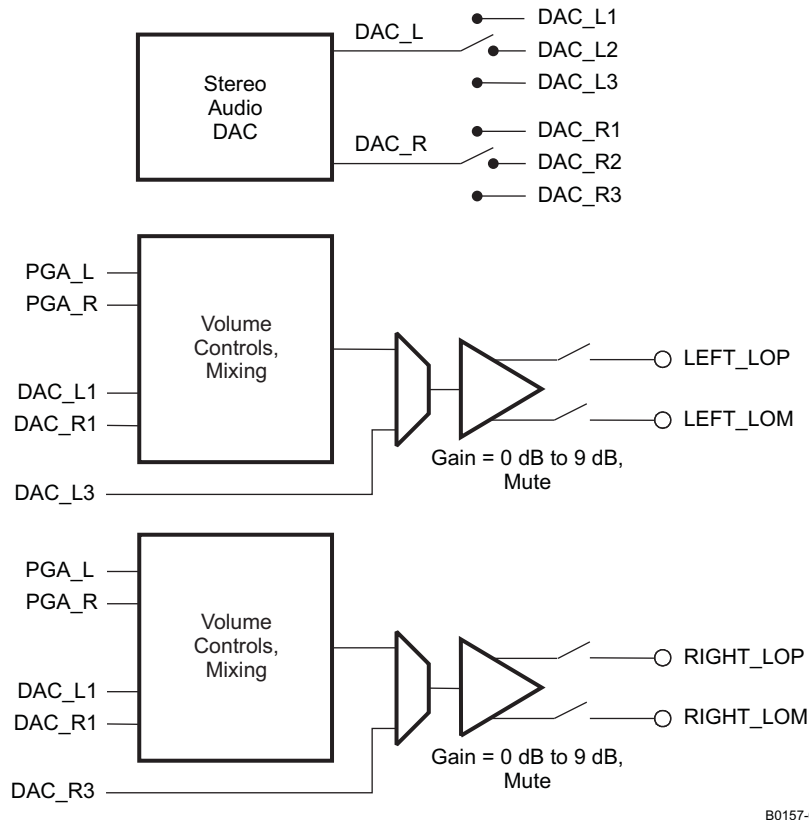 DAC_L
DAC_L1
DAC_L2
DAC_L3
Stereo
Audio
DAC
DAC_R
DAC_R1
DAC_R2
DAC_R3
PGA_L
PGA_R
DAC_L1
DAC_R1
DAC_L3
Volume
Controls,
Mixing
LEFT_LOP
LEFT_LOM
Gain = 0 dB to 9 dB,
Mute
PGA_L
PGA_R
DAC_L1
DAC_R1
DAC_R3
Volume
Controls,
Mixing
RIGHT_LOP
RIGHT_LOM
Gain = 0 dB to 9 dB,
Mute